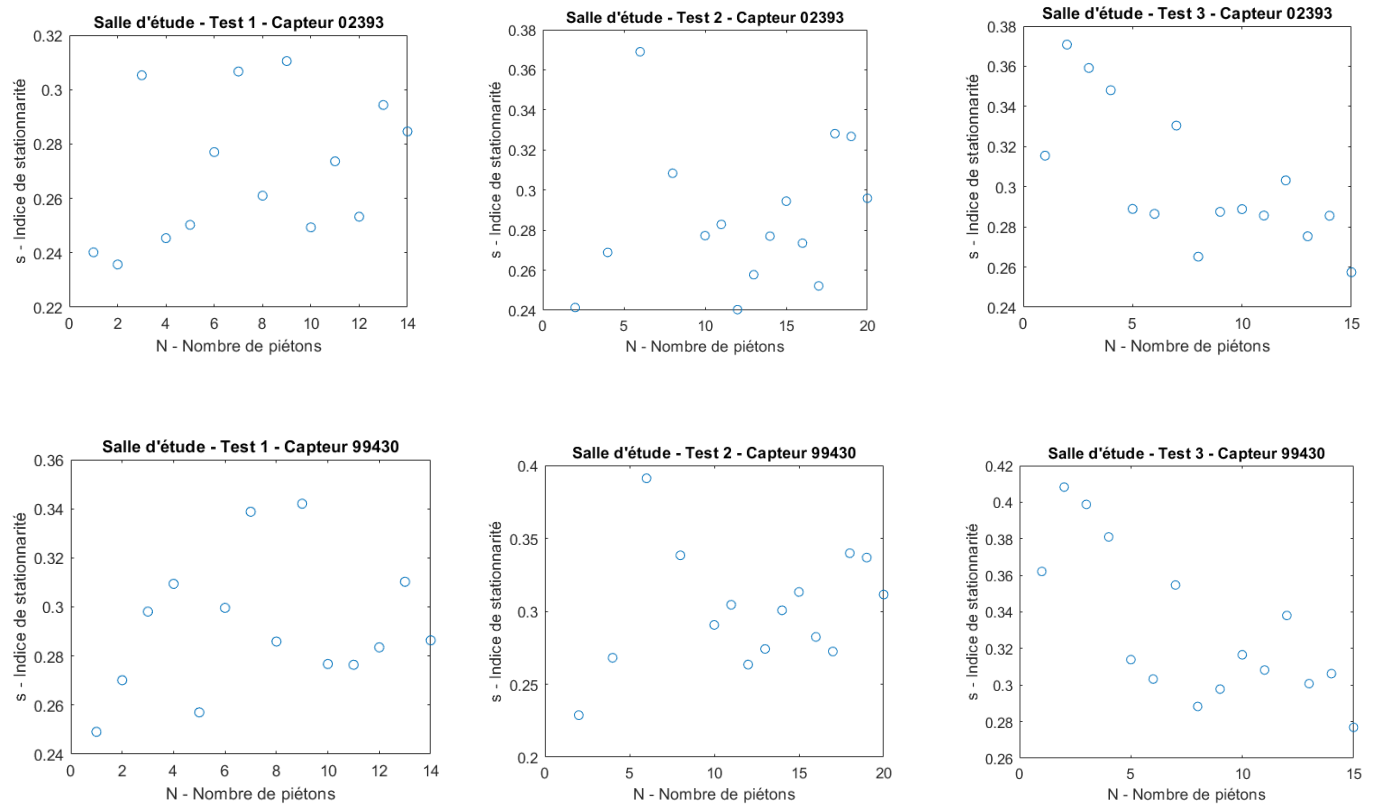 Salle d'étude - Test 1 - Capteur 02393
0.32
0.3
0.28
0.26
0.24
0.22
s - Indice de stationnarité
0 2 4 6 8 10 12 14
N - Nombre de piétons
Salle d'étude - Test 2 - Capteur 02393
0.38
0.36
0.34
0.32
0.3
0.28
0.26
0.24
s - Indice de stationnarité
0 5 10 15 20
N - Nombre de piétons
Salle d'étude - Test 3 - Capteur 02393
0.38
0.36
0.34
0.32
0.3
0.28
0.26
0.24
s - Indice de stationnarité
0 5 10 15
N - Nombre de piétons
Salle d'étude - Test 1 - Capteur 99430
0.36
0.34
0.32
0.3
0.28
0.26
0.24
s - Indice de stationnarité
0 2 4 6 8 10 12 14
N - Nombre de piétons
Salle d'étude - Test 2 - Capteur 99430
0.4
0.35
0.3
0.25
0.2
s - Indice de stationnarité
0 5 10 15 20
N - Nombre de piétons
Salle d'étude - Test 3 - Capteur 99430
0.42
0.4
0.38
0.36
0.34
0.32
0.3
0.28
0.26
s - Indice de stationnarité
0 5 10 15
N - Nombre de piétons